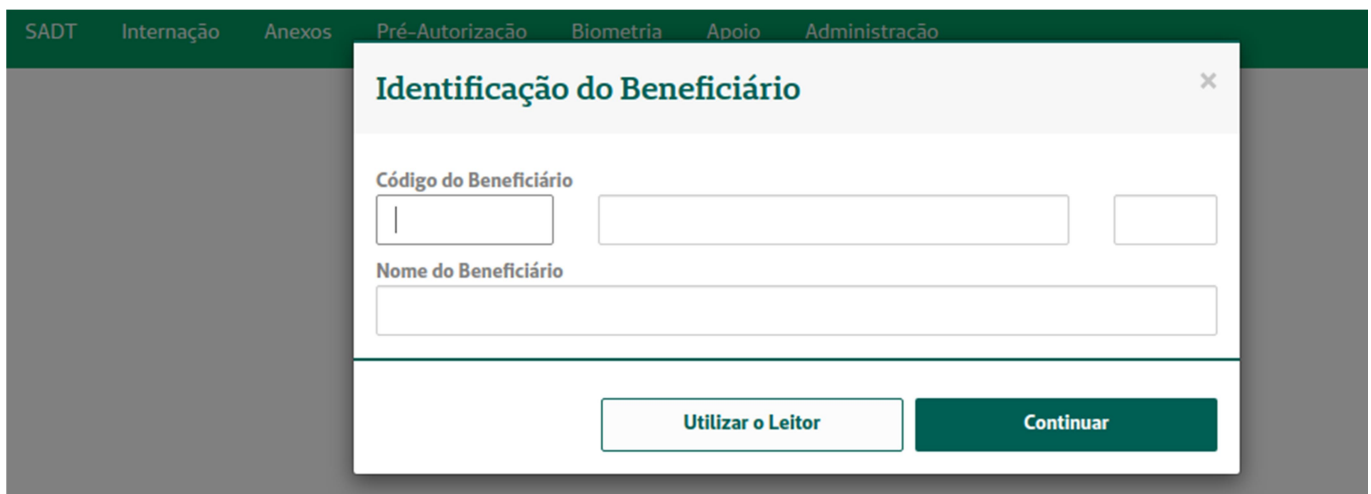 SADT Internação Anexos Pré-Autorização Biometria Apoio Administração
Identificação do Beneficiário ×
Código do Beneficiário
Nome do Beneficiário
Utilizar o Leitor Continuar